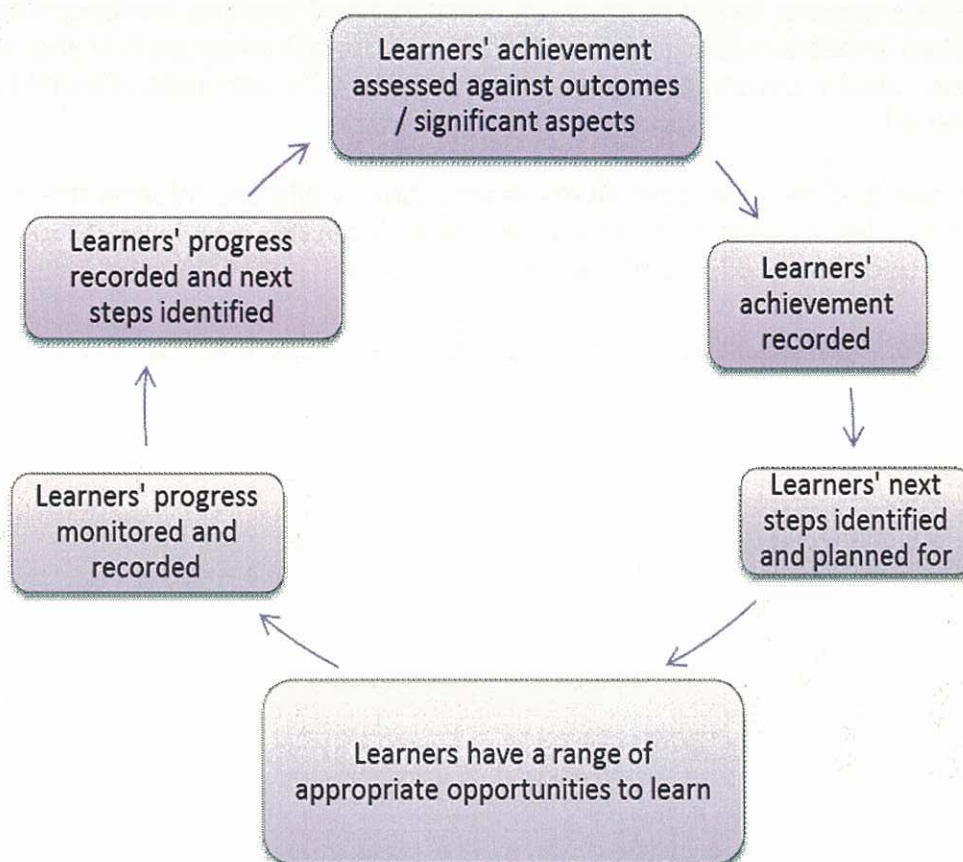 Learners' achievement
assessed against outcomes
/ significant aspects
Learners'
achievement
recorded
Learners' next
steps identified
and planned for
Learners have a range of
appropriate opportunities to learn
Learners' progress
monitored and
recorded
Learners' progress
recorded and next
steps identified